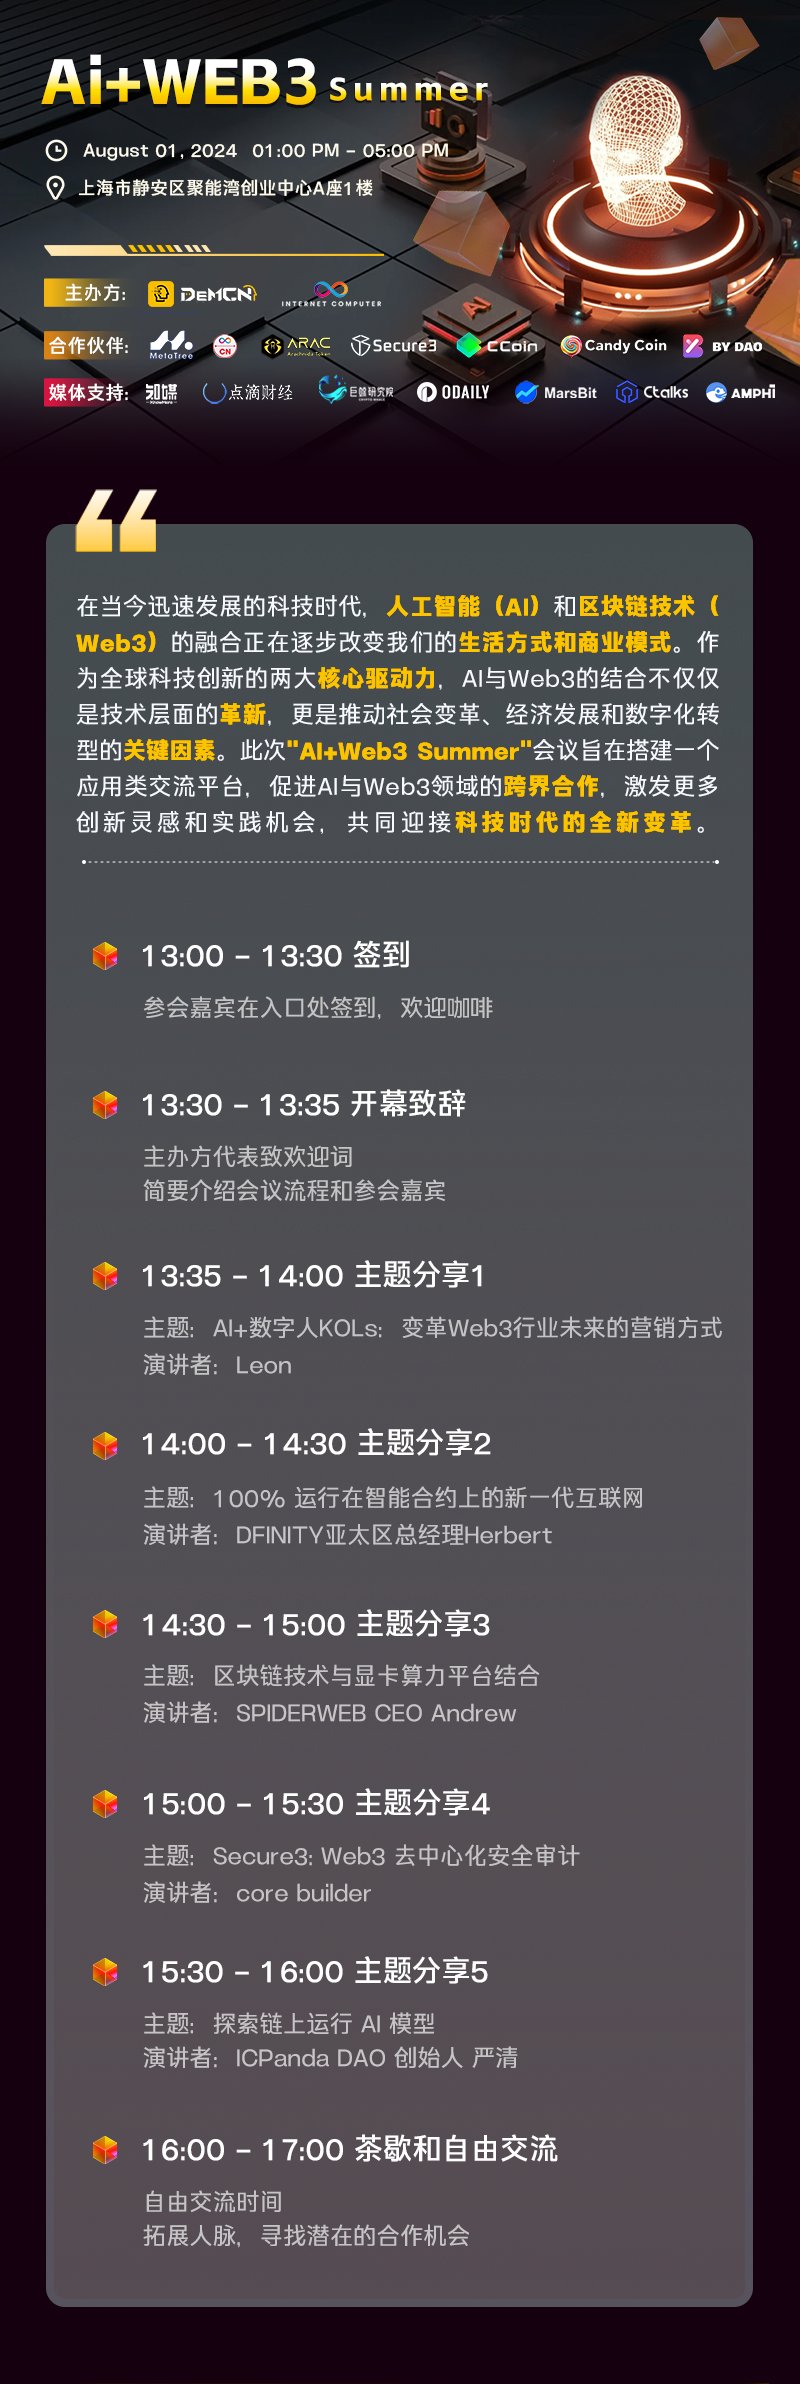 Ai+WEB3 Summer
August 01, 2024 01:00 PM - 05:00 PM
上海市静安区聚能湾创业中心A座1楼
主办方: DeMCN INTERNET COMPUTER
合作伙伴: MetaTree CN ARAC Arachnida Token Secure3 CCoin Candy Coin BY DAO
媒体支持: 知媒 点滴财经 巨兽研究院 ODAILY MarsBit Ctalks AMPHI
在当今迅速发展的科技时代，人工智能（AI）和区块链技术（
Web3）的融合正在逐步改变我们的生活方式和商业模式。作
为全球科技创新的两大核心驱动力，AI与Web3的结合不仅仅
是技术层面的革新，更是推动社会变革、经济发展和数字化转
型的关键因素。此次"AI+Web3 Summer"会议旨在搭建一个
应用类交流平台，促进AI与Web3领域的跨界合作，激发更多
创新灵感和实践机会，共同迎接科技时代的全新变革。
13:00 - 13:30 签到
参会嘉宾在入口处签到，欢迎咖啡
13:30 - 13:35 开幕致辞
主办方代表致欢迎词
简要介绍会议流程和参会嘉宾
13:35 - 14:00 主题分享1
主题：AI+数字人KOLs：变革Web3行业未来的营销方式
演讲者：Leon
14:00 - 14:30 主题分享2
主题：100% 运行在智能合约上的新一代互联网
演讲者：DFINITY亚太区总经理Herbert
14:30 - 15:00 主题分享3
主题：区块链技术与显卡算力平台结合
演讲者：SPIDERWEB CEO Andrew
15:00 - 15:30 主题分享4
主题：Secure3: Web3 去中心化安全审计
演讲者：core builder
15:30 - 16:00 主题分享5
主题：探索链上运行 AI 模型
演讲者：ICPanda DAO 创始人 严清
16:00 - 17:00 茶歇和自由交流
自由交流时间
拓展人脉，寻找潜在的合作机会